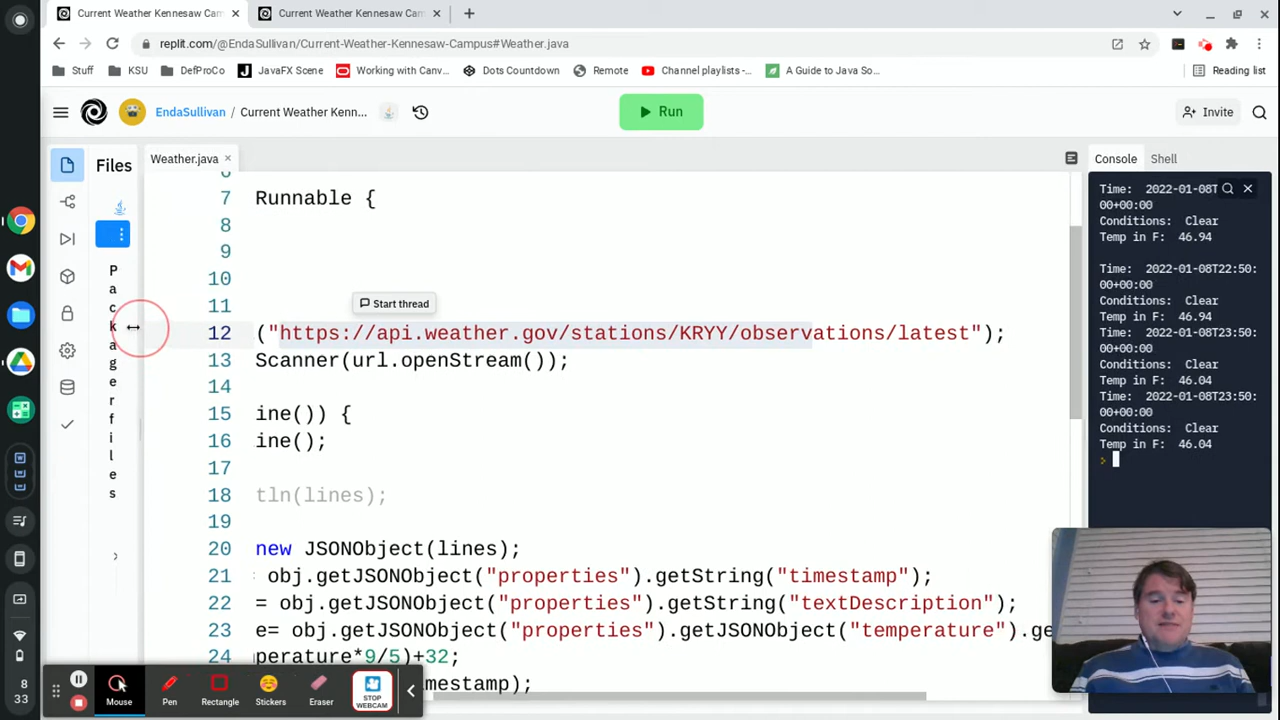 Current Weather Kennesaw Cam
Current Weather Kennesaw Cam
replit.com/@EndaSullivan/Current-Weather-Kennesaw-Campus#Weather.java
Stuff
KSU
DefProCo
JavaFX Scene
Working with Canv...
Dots Countdown
Remote
Channel playlists -...
A Guide to Java So...
Reading list
EndaSullivan / Current Weather Kenn...
Run
Invite
Files
Weather.java
Console
Shell
Packager files
6
7 Runnable {
8
9
10
11
Start thread
12 ("https://api.weather.gov/stations/KRYY/observations/latest");
13 Scanner(url.openStream());
14
15 ine()) {
16 ine();
17
18 tln(lines);
19
20 new JSONObject(lines);
21 obj.getJSONObject("properties").getString("timestamp");
22 = obj.getJSONObject("properties").getString("textDescription");
23 e= obj.getJSONObject("properties").getJSONObject("temperature").ge
24 perature*9/5)+32;
mestamp);
Time: 2022-01-08T
00+00:00
Conditions: Clear
Temp in F: 46.94
Time: 2022-01-08T22:50:
00+00:00
Conditions: Clear
Temp in F: 46.94
Time: 2022-01-08T23:50:
00+00:00
Conditions: Clear
Temp in F: 46.04
Time: 2022-01-08T23:50:
00+00:00
Conditions: Clear
Temp in F: 46.04
>
8
33
Mouse
Pen
Rectangle
Stickers
Eraser
STOP
WEBCAM